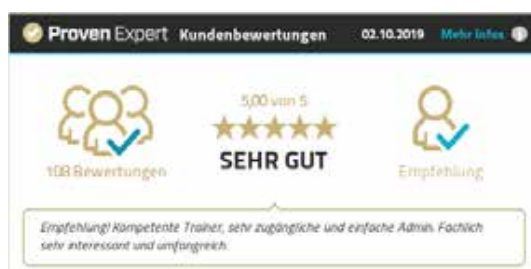 Proven Expert Kundenbewertungen 02.10.2019 Mehr Infos
5,00 von 5
108 Bewertungen
SEHR GUT
Empfehlung
Empfehlung! Kompetente Trainer, sehr zugängliche und einfache Admin. Fachlich
sehr interessant und umfangreich.